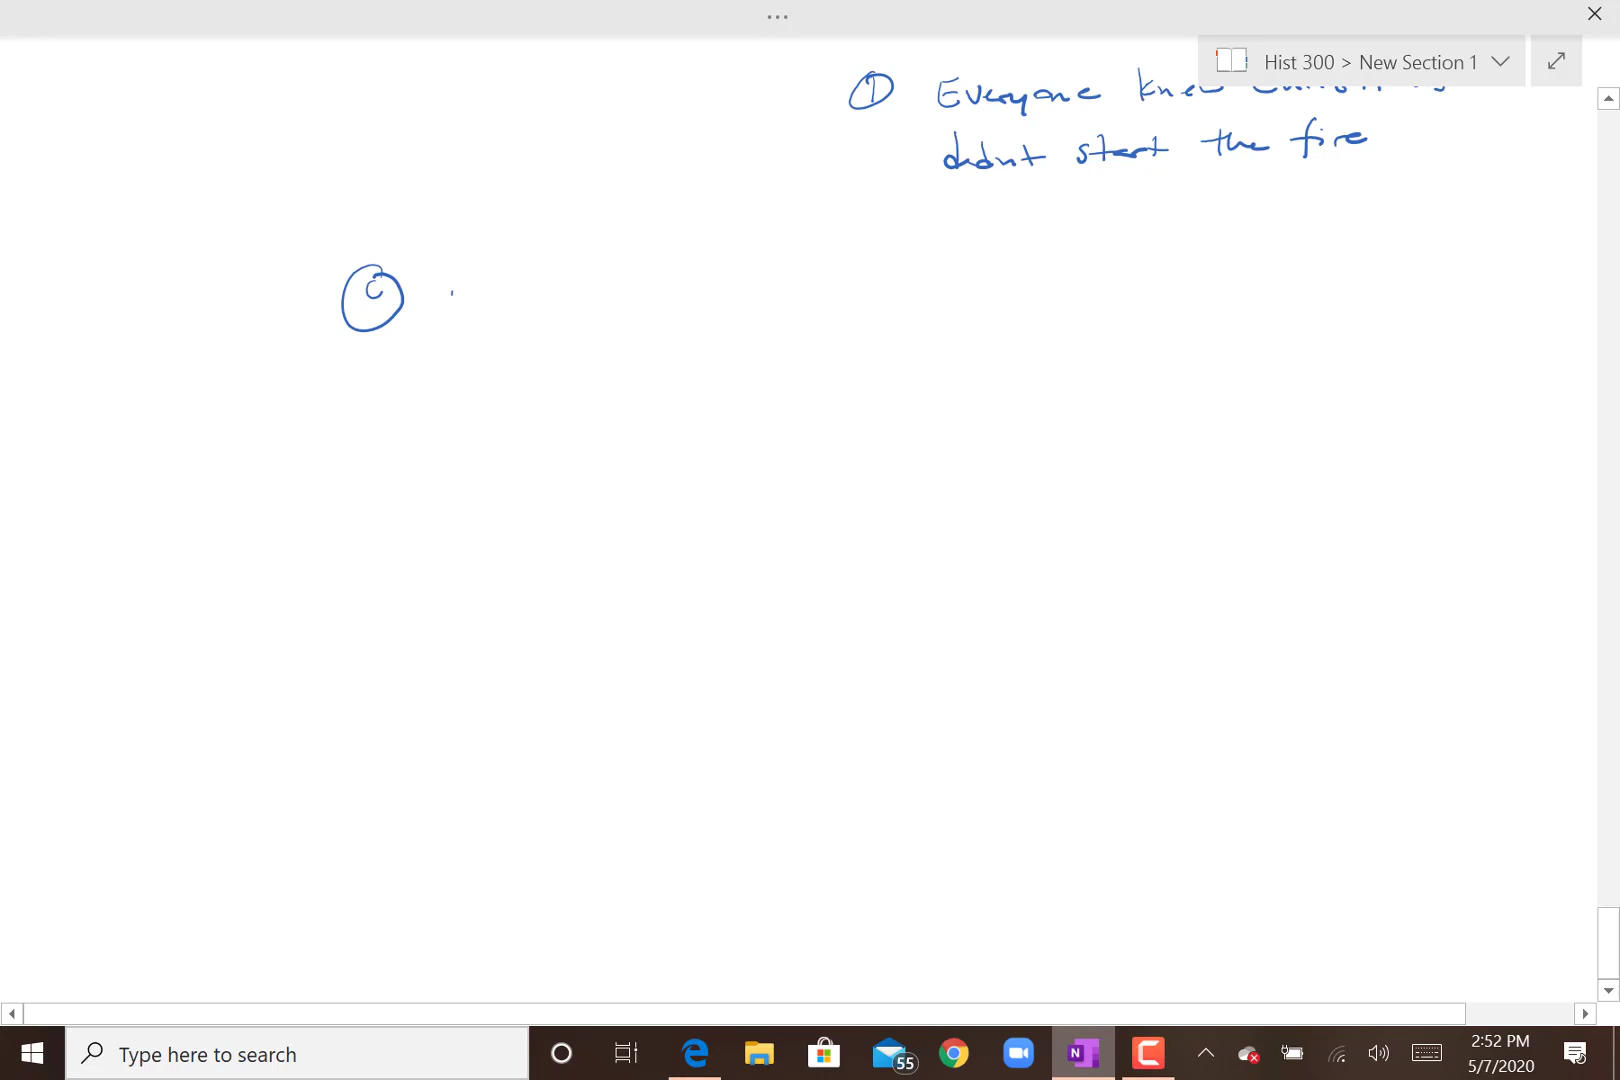 Hist 300 > New Section 1
① Everyone knew
didnt start the fire
C
Type here to search
55
N
2:52 PM
5/7/2020